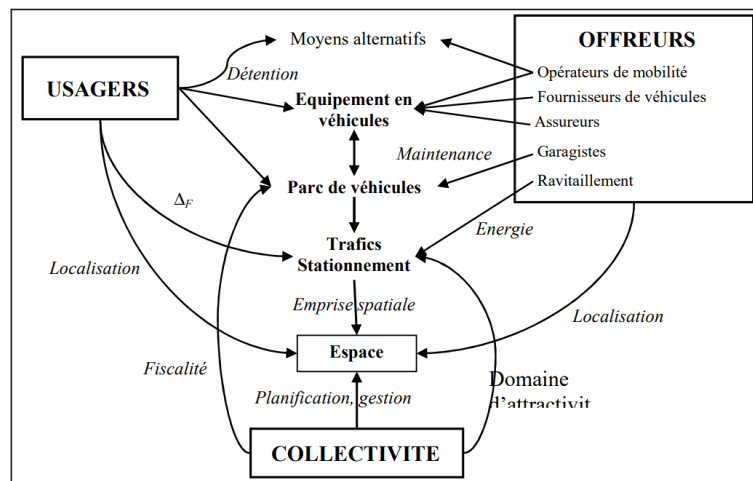 Moyens alternatifs
OFFREURS
USAGERS
Détention
Opérateurs de mobilité
Equipement en
véhicules
Fournisseurs de véhicules
Assureurs
Maintenance
Garagistes
Parc de véhicules
Ravitaillement
ΔF
Energie
Trafics
Stationnement
Localisation
Emprise spatiale
Localisation
Espace
Fiscalité
Planification, gestion
Domaine
d'attractivit
COLLECTIVITE